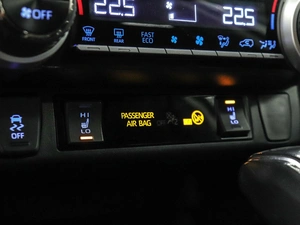 22.5 22.5
OFF
FRONT REAR FAST ECO
OFF
HI LO
PASSENGER AIR BAG
HI LO